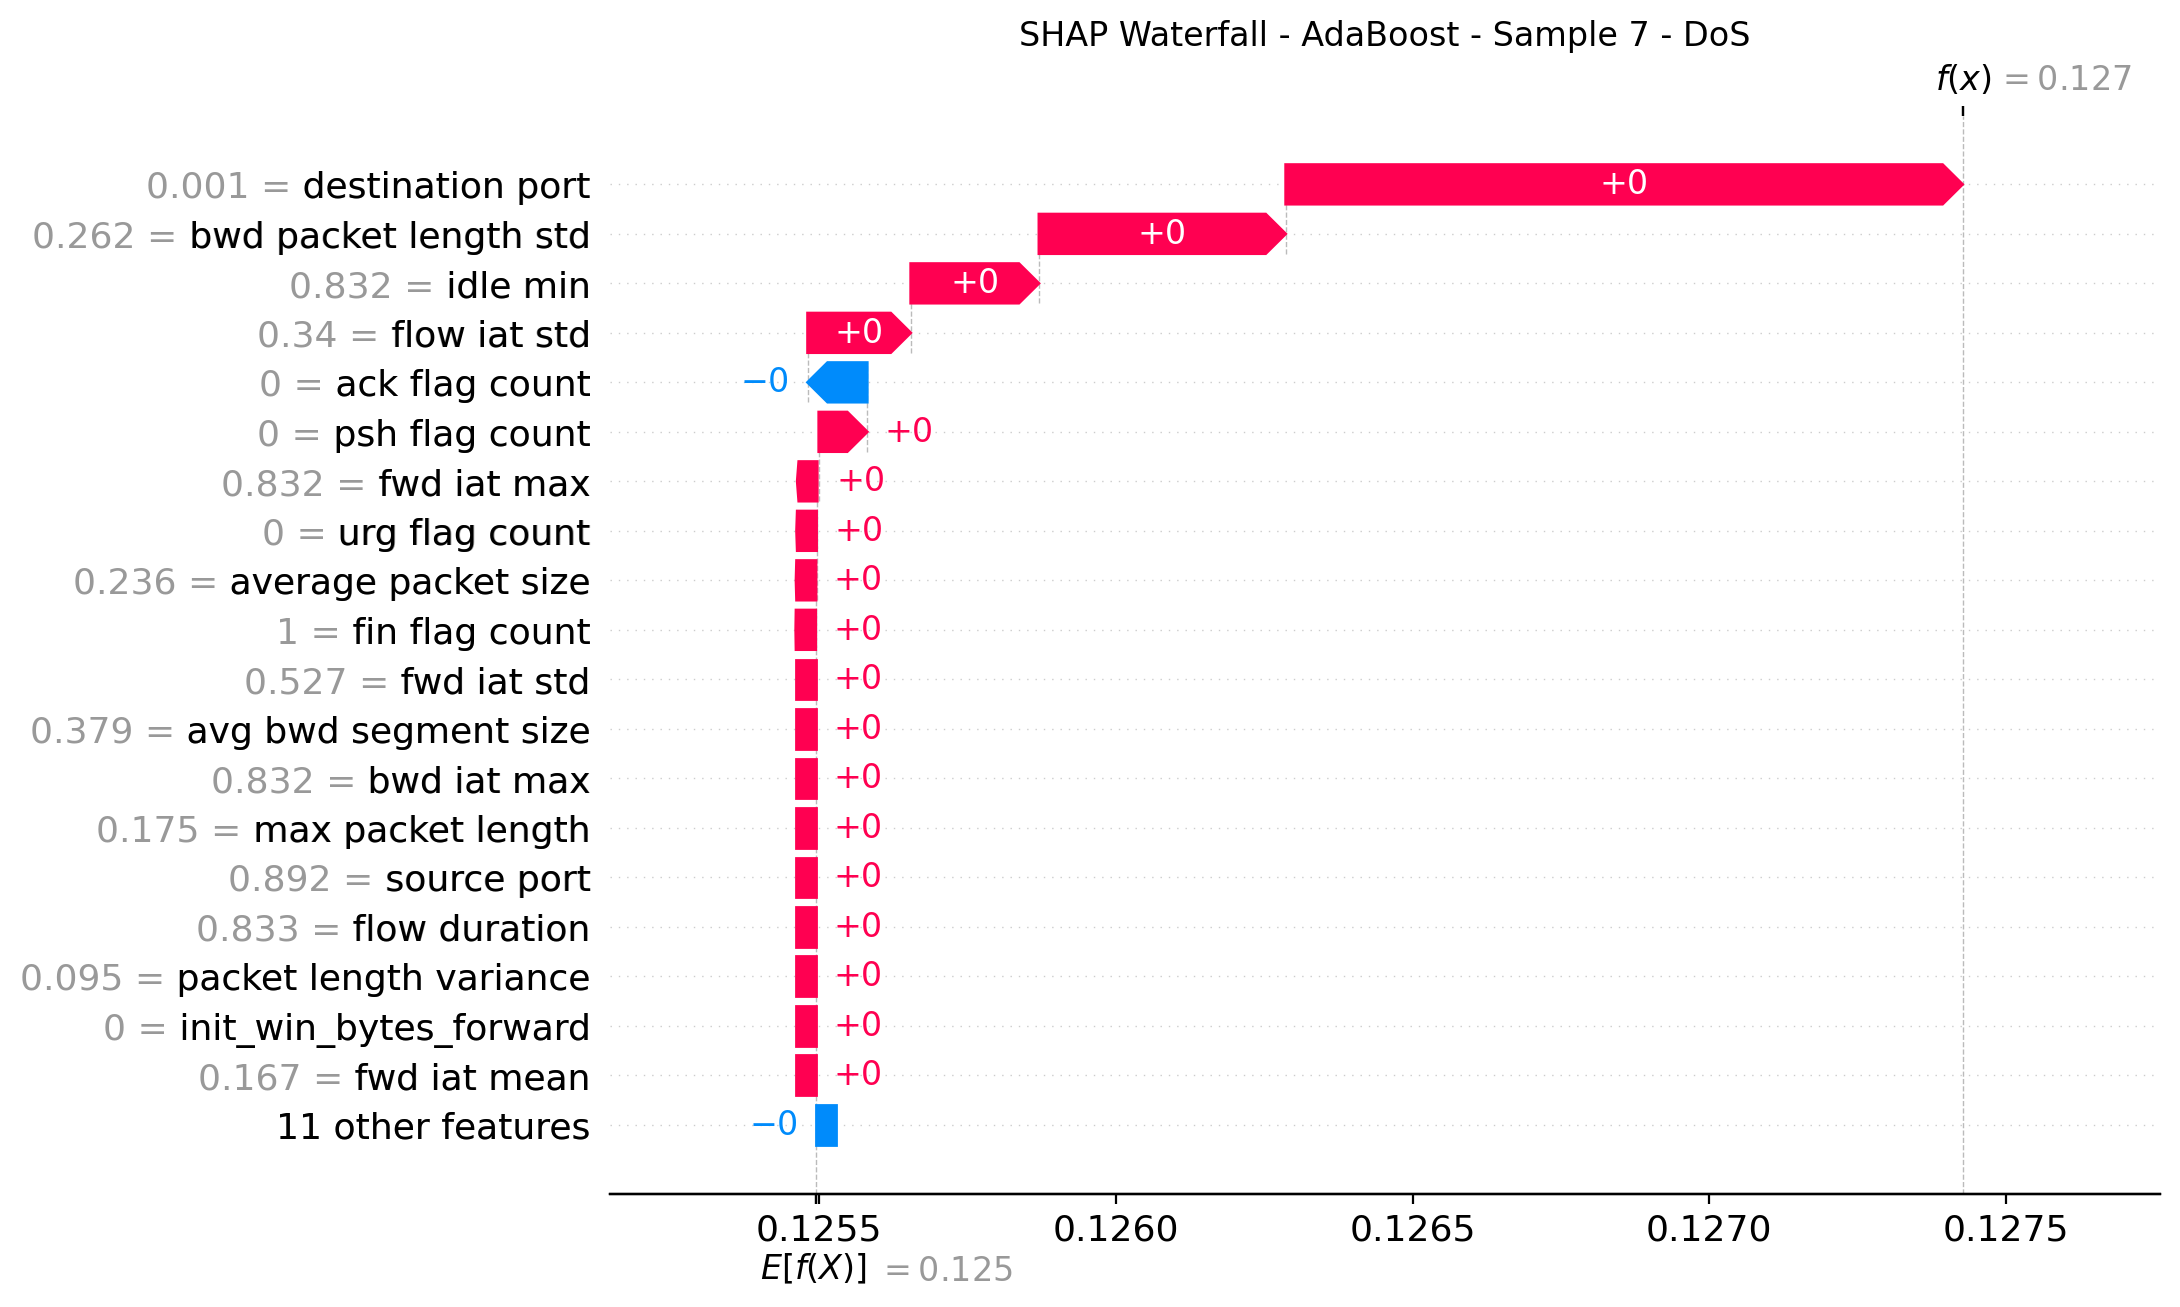 SHAP Waterfall - AdaBoost - Sample 7 - DoS
f(x) = 0.127
0.001 = destination port +0
0.262 = bwd packet length std +0
0.832 = idle min +0
0.34 = flow iat std +0
0 = ack flag count −0
0 = psh flag count +0
0.832 = fwd iat max +0
0 = urg flag count +0
0.236 = average packet size +0
1 = fin flag count +0
0.527 = fwd iat std +0
0.379 = avg bwd segment size +0
0.832 = bwd iat max +0
0.175 = max packet length +0
0.892 = source port +0
0.833 = flow duration +0
0.095 = packet length variance +0
0 = init_win_bytes_forward +0
0.167 = fwd iat mean +0
11 other features −0
0.1255 0.1260 0.1265 0.1270 0.1275
E[f(X)] = 0.125